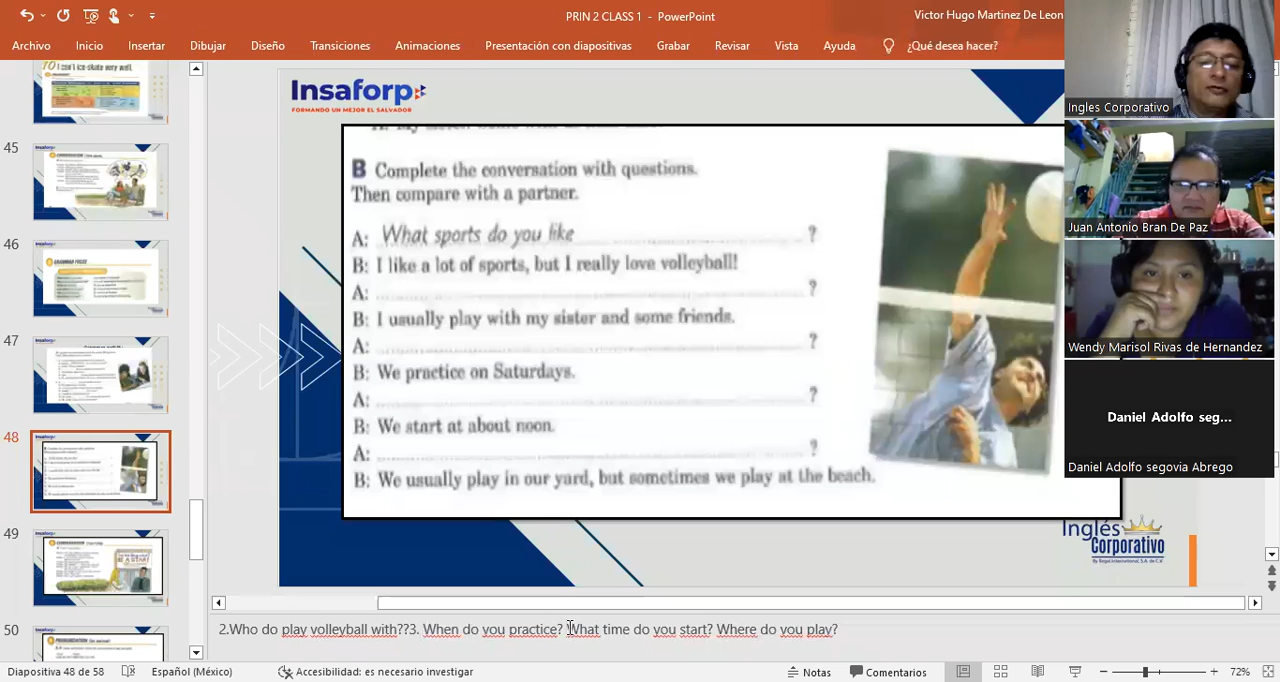 PRIN 2 CLASS 1 - PowerPoint
Victor Hugo Martinez De Leon
Archivo Inicio Insertar Dibujar Diseño Transiciones Animaciones Presentación con diapositivas Grabar Revisar Vista Ayuda ¿Qué desea hacer?
10 I can't ice-skate very well.
45
46
47
48
49
50
Insaforp
FORMANDO UN MEJOR EL SALVADOR
B Complete the conversation with questions.
Then compare with a partner.
A: What sports do you like ?
B: I like a lot of sports, but I really love volleyball!
A: ?
B: I usually play with my sister and some friends.
A: ?
B: We practice on Saturdays.
A: ?
B: We start at about noon.
A: ?
B: We usually play in our yard, but sometimes we play at the beach.
Inglés
Corporativo
Ingles Corporativo
Juan Antonio Bran De Paz
Wendy Marisol Rivas de Hernandez
Daniel Adolfo seg...
Daniel Adolfo segovia Abrego
2.Who do play volleyball with??3. When do you practice? What time do you start? Where do you play?
Diapositiva 48 de 58 Español (México) Accesibilidad: es necesario investigar Notas Comentarios 72%